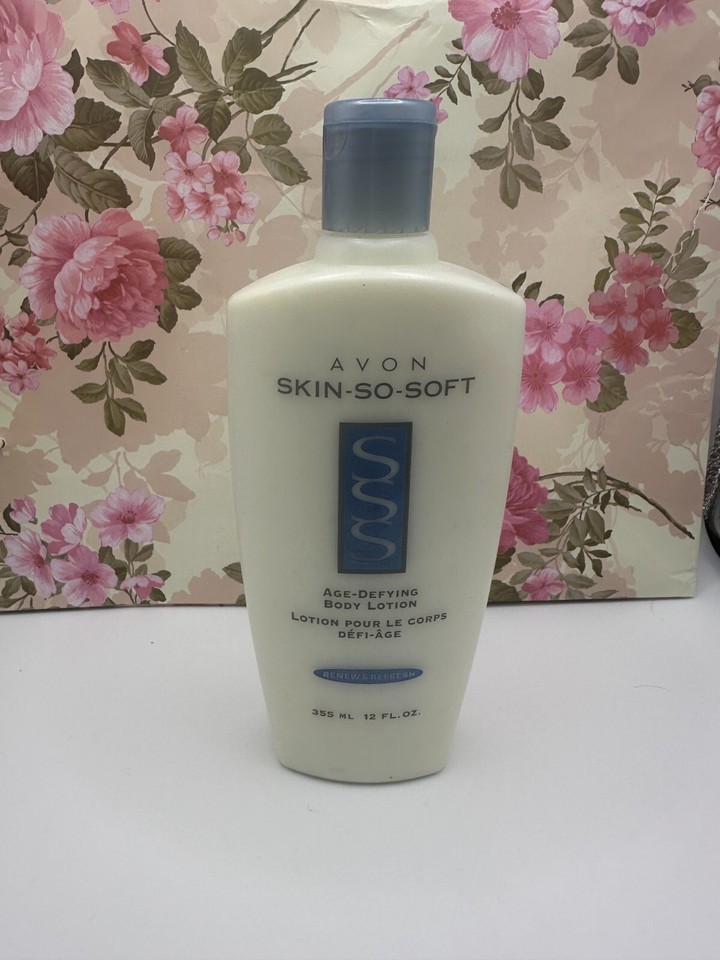 AVON
SKIN-SO-SOFT
SSS
AGE-DEFYING
BODY LOTION
LOTION POUR LE CORPS
DÉFI-ÂGE
RENEW & REFRESH
355 ML 12 FL.OZ.